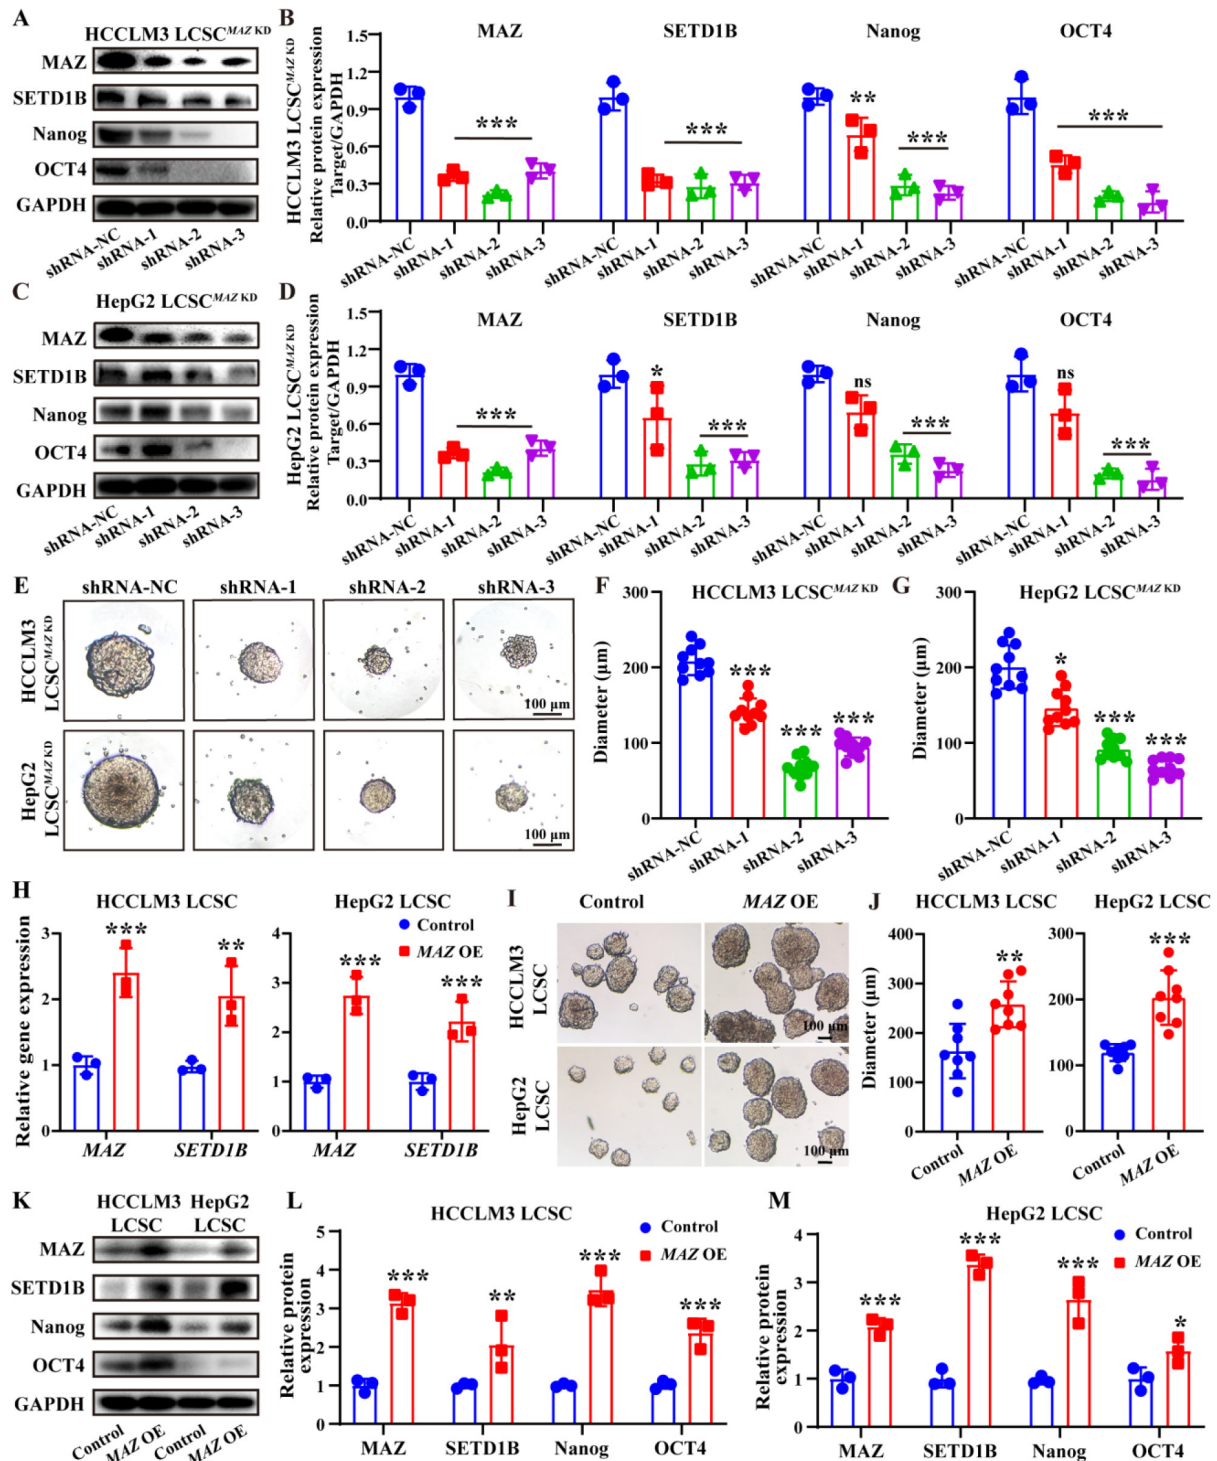 A
HCCLM3 LCSC^MAZ KD
MAZ
SETD1B
Nanog
OCT4
GAPDH
shRNA-NC
shRNA-1
shRNA-2
shRNA-3
B
HCCLM3 LCSC^MAZ KD
Relative protein expression
Target/GAPDH
1.5
1.2
0.9
0.6
0.3
0.0
MAZ
SETD1B
Nanog
OCT4
***
***
**
***
***
shRNA-NC
shRNA-1
shRNA-2
shRNA-3
shRNA-NC
shRNA-1
shRNA-2
shRNA-3
shRNA-NC
shRNA-1
shRNA-2
shRNA-3
shRNA-NC
shRNA-1
shRNA-2
shRNA-3
C
HepG2 LCSC^MAZ KD
MAZ
SETD1B
Nanog
OCT4
GAPDH
shRNA-NC
shRNA-1
shRNA-2
shRNA-3
D
HepG2 LCSC^MAZ KD
Relative protein expression
Target/GAPDH
1.5
1.2
0.9
0.6
0.3
0.0
MAZ
SETD1B
Nanog
OCT4
***
*
***
ns
***
ns
***
shRNA-NC
shRNA-1
shRNA-2
shRNA-3
shRNA-NC
shRNA-1
shRNA-2
shRNA-3
shRNA-NC
shRNA-1
shRNA-2
shRNA-3
shRNA-NC
shRNA-1
shRNA-2
shRNA-3
E
shRNA-NC
shRNA-1
shRNA-2
shRNA-3
HCCLM3
LCSC^MAZ KD
100 µm
HepG2
LCSC^MAZ KD
100 µm
F
HCCLM3 LCSC^MAZ KD
Diameter (µm)
300
200
100
0
***
***
***
shRNA-NC
shRNA-1
shRNA-2
shRNA-3
G
HepG2 LCSC^MAZ KD
Diameter (µm)
300
200
100
0
*
***
***
shRNA-NC
shRNA-1
shRNA-2
shRNA-3
H
HCCLM3 LCSC
Relative gene expression
3
2
1
0
***
**
MAZ
SETD1B
HepG2 LCSC
Control
MAZ OE
4
3
2
1
0
***
***
MAZ
SETD1B
I
Control
MAZ OE
HCCLM3
LCSC
100 µm
HepG2
LCSC
100 µm
J
HCCLM3 LCSC
Diameter (µm)
400
300
200
100
0
**
Control
MAZ OE
HepG2 LCSC
300
200
100
0
***
Control
MAZ OE
K
HCCLM3 HepG2
LCSC LCSC
MAZ
SETD1B
Nanog
OCT4
GAPDH
Control
MAZ OE
Control
MAZ OE
L
HCCLM3 LCSC
Control
MAZ OE
Relative protein
expression
5
4
3
2
1
0
***
**
***
***
MAZ
SETD1B
Nanog
OCT4
M
HepG2 LCSC
Control
MAZ OE
Relative protein
expression
4
2
0
***
***
***
*
MAZ
SETD1B
Nanog
OCT4